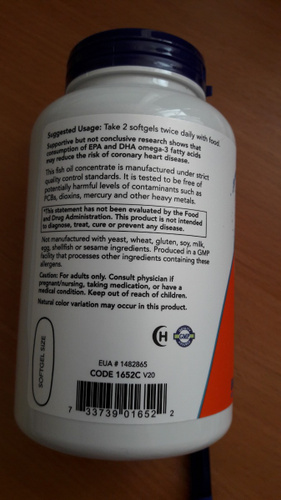 Suggested Usage: Take 2 softgels twice daily with food.
Supportive but not conclusive research shows that
consumption of EPA and DHA omega-3 fatty acids
may reduce the risk of coronary heart disease.
This fish oil concentrate is manufactured under strict
quality control standards. It is tested to be free of
potentially harmful levels of contaminants such as
PCBs, dioxins, mercury and other heavy metals.
*This statement has not been evaluated by the Food
and Drug Administration. This product is not intended
to diagnose, treat, cure or prevent any disease.
Not manufactured with yeast, wheat, gluten, soy, milk,
egg, shellfish or sesame ingredients. Produced in a GMP
facility that processes other ingredients containing these
allergens.
Caution: For adults only. Consult physician if
pregnant/nursing, taking medication, or have a
medical condition. Keep out of reach of children.
Natural color variation may occur in this product.
SOFTGEL SIZE
CH
EUA # 1482865
CODE 1652C V20
7 33739 01652 2